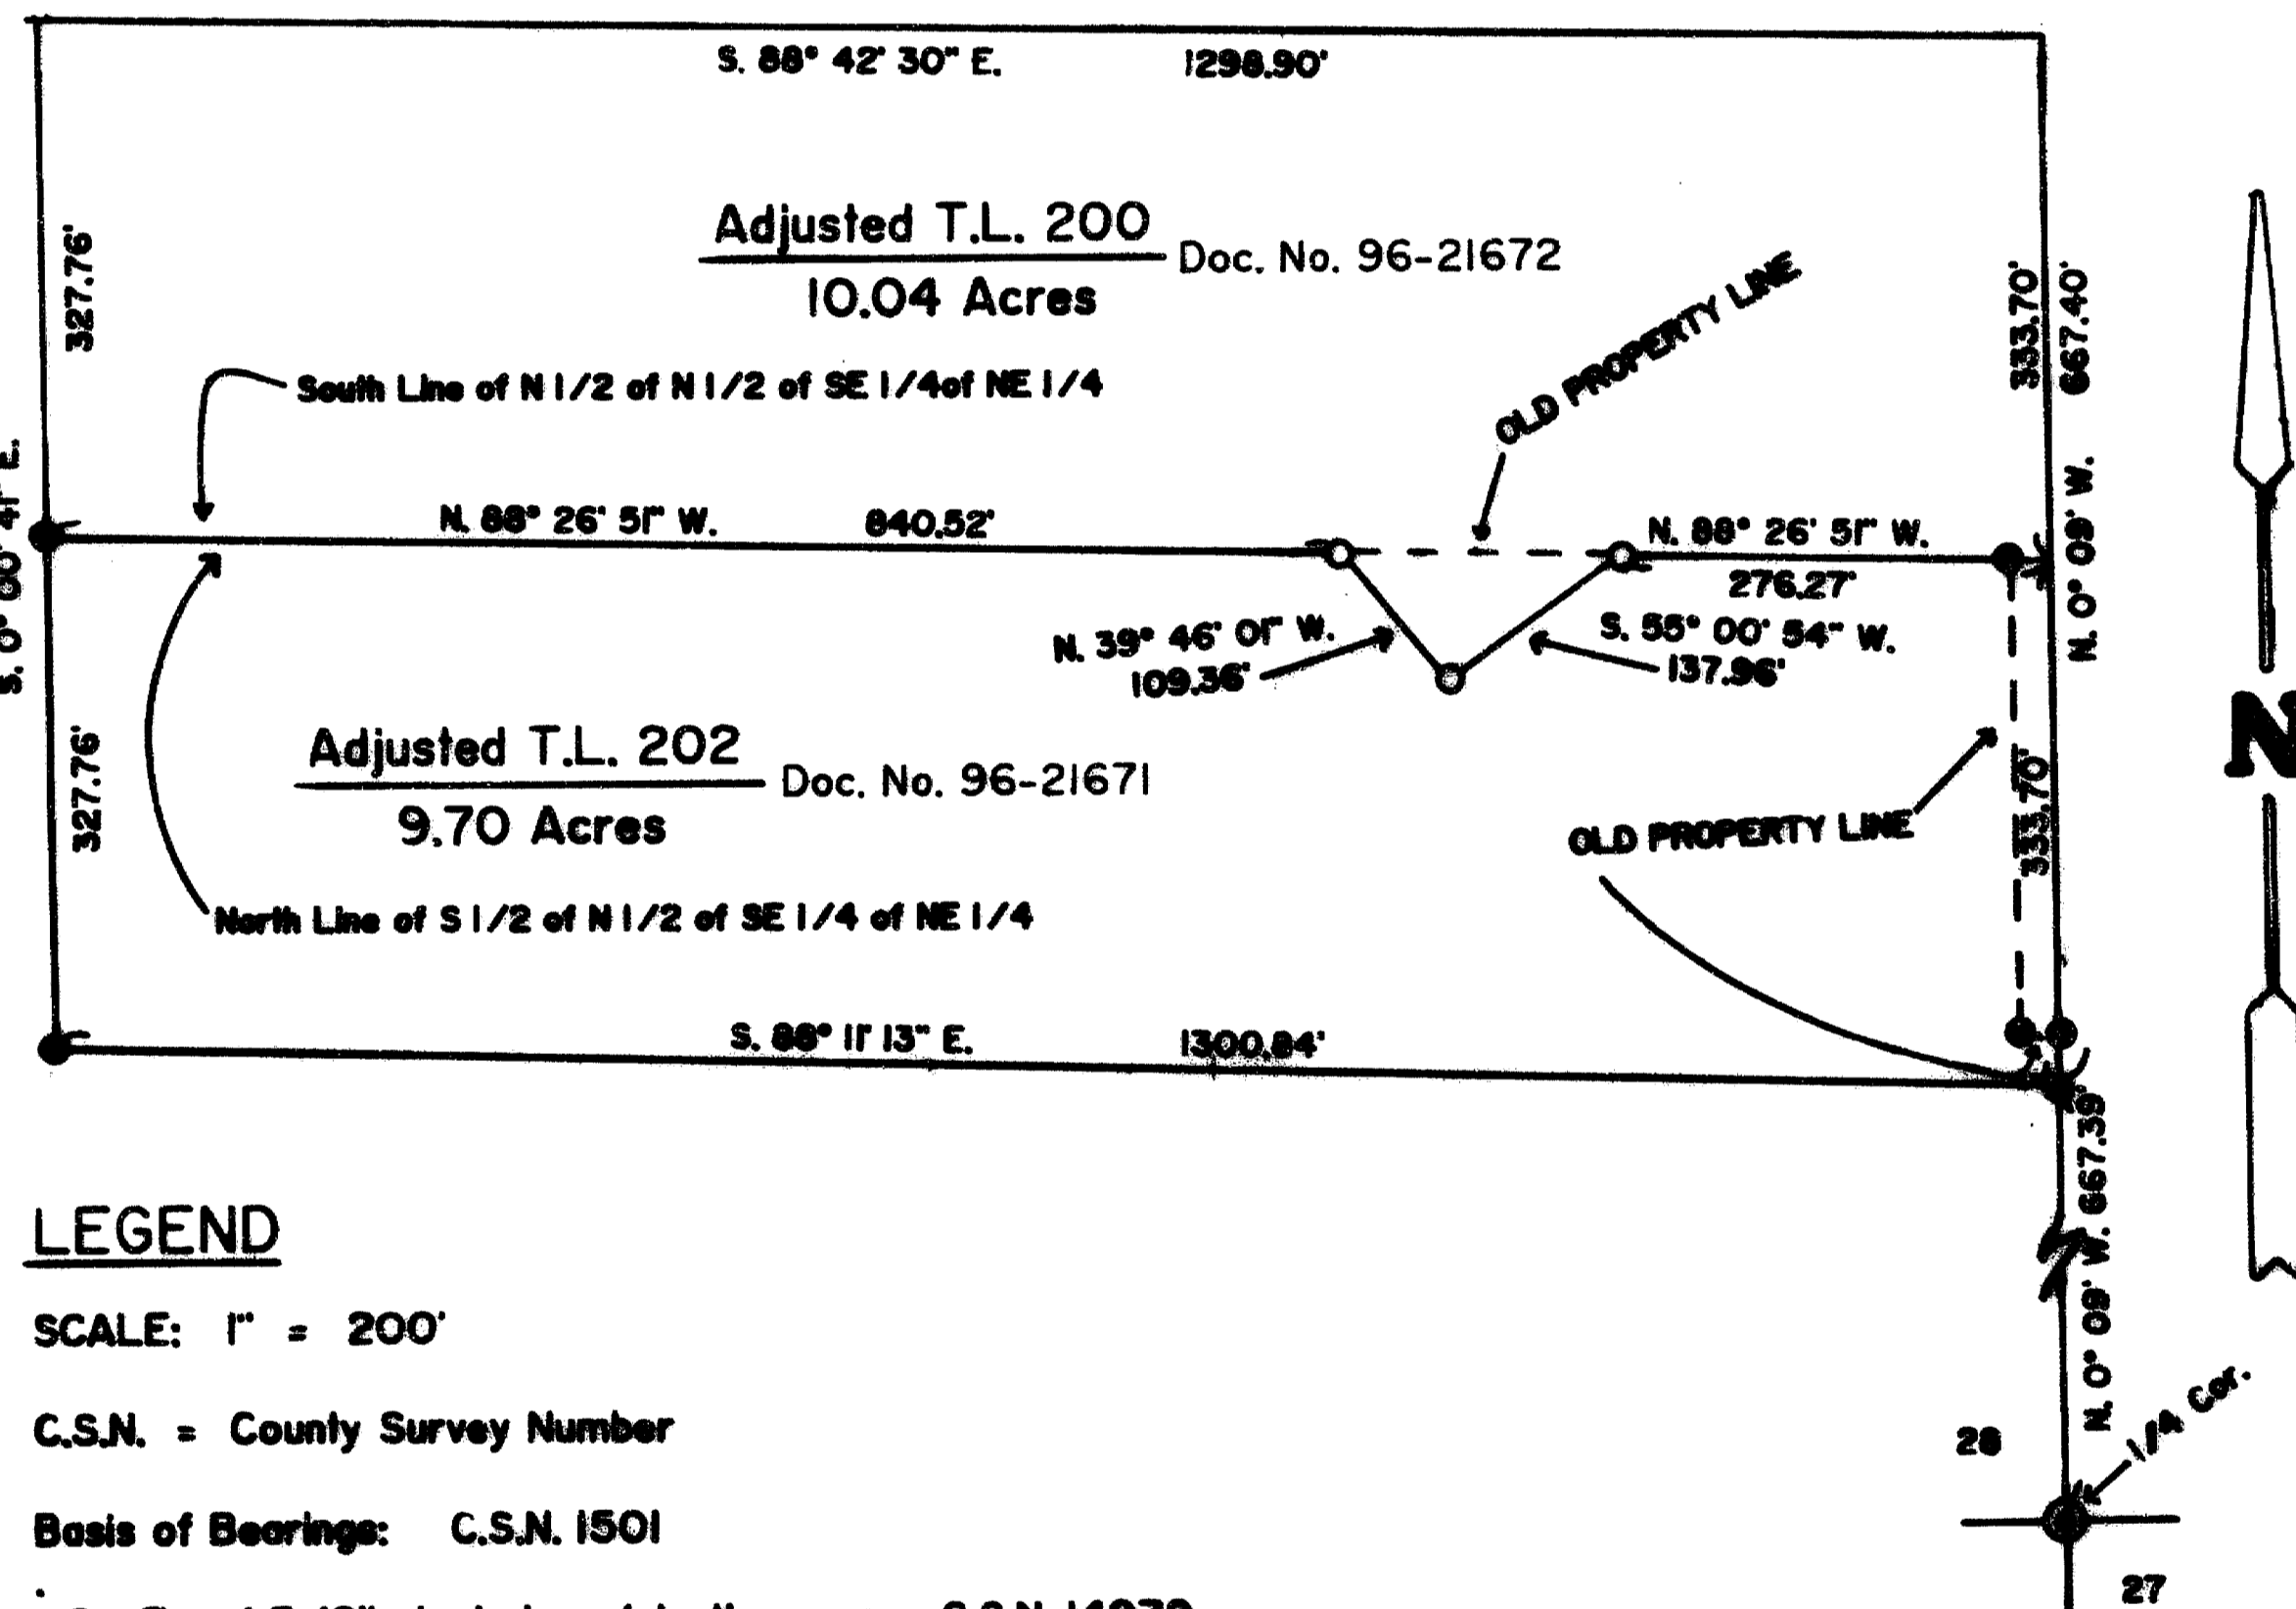 S. 88° 42' 30" E. 1298.90'
327.76'
Adjusted T.L. 200
10.04 Acres
Doc. No. 96-21672
OLD PROPERTY LINE
333.70'
667.40'
South Line of N 1/2 of N 1/2 of SE 1/4of NE 1/4
N. 88° 26' 51" W. 840.52'
N. 88° 26' 51" W.
276.27'
N. 0° 09' W.
N. 39° 46' 01" W.
109.36'
S. 55° 00' 54" W.
137.96'
N
327.76'
Adjusted T.L. 202
9.70 Acres
Doc. No. 96-21671
333.70'
OLD PROPERTY LINE
North Line of S 1/2 of N 1/2 of SE 1/4 of NE 1/4
S. 88° 11' 13" E. 1300.84'
N. 0° 09' W. 667.39'
LEGEND
SCALE: 1" = 200'
C.S.N. = County Survey Number
Basis of Bearings: C.S.N. 1501
1/4 Cor.
28
27